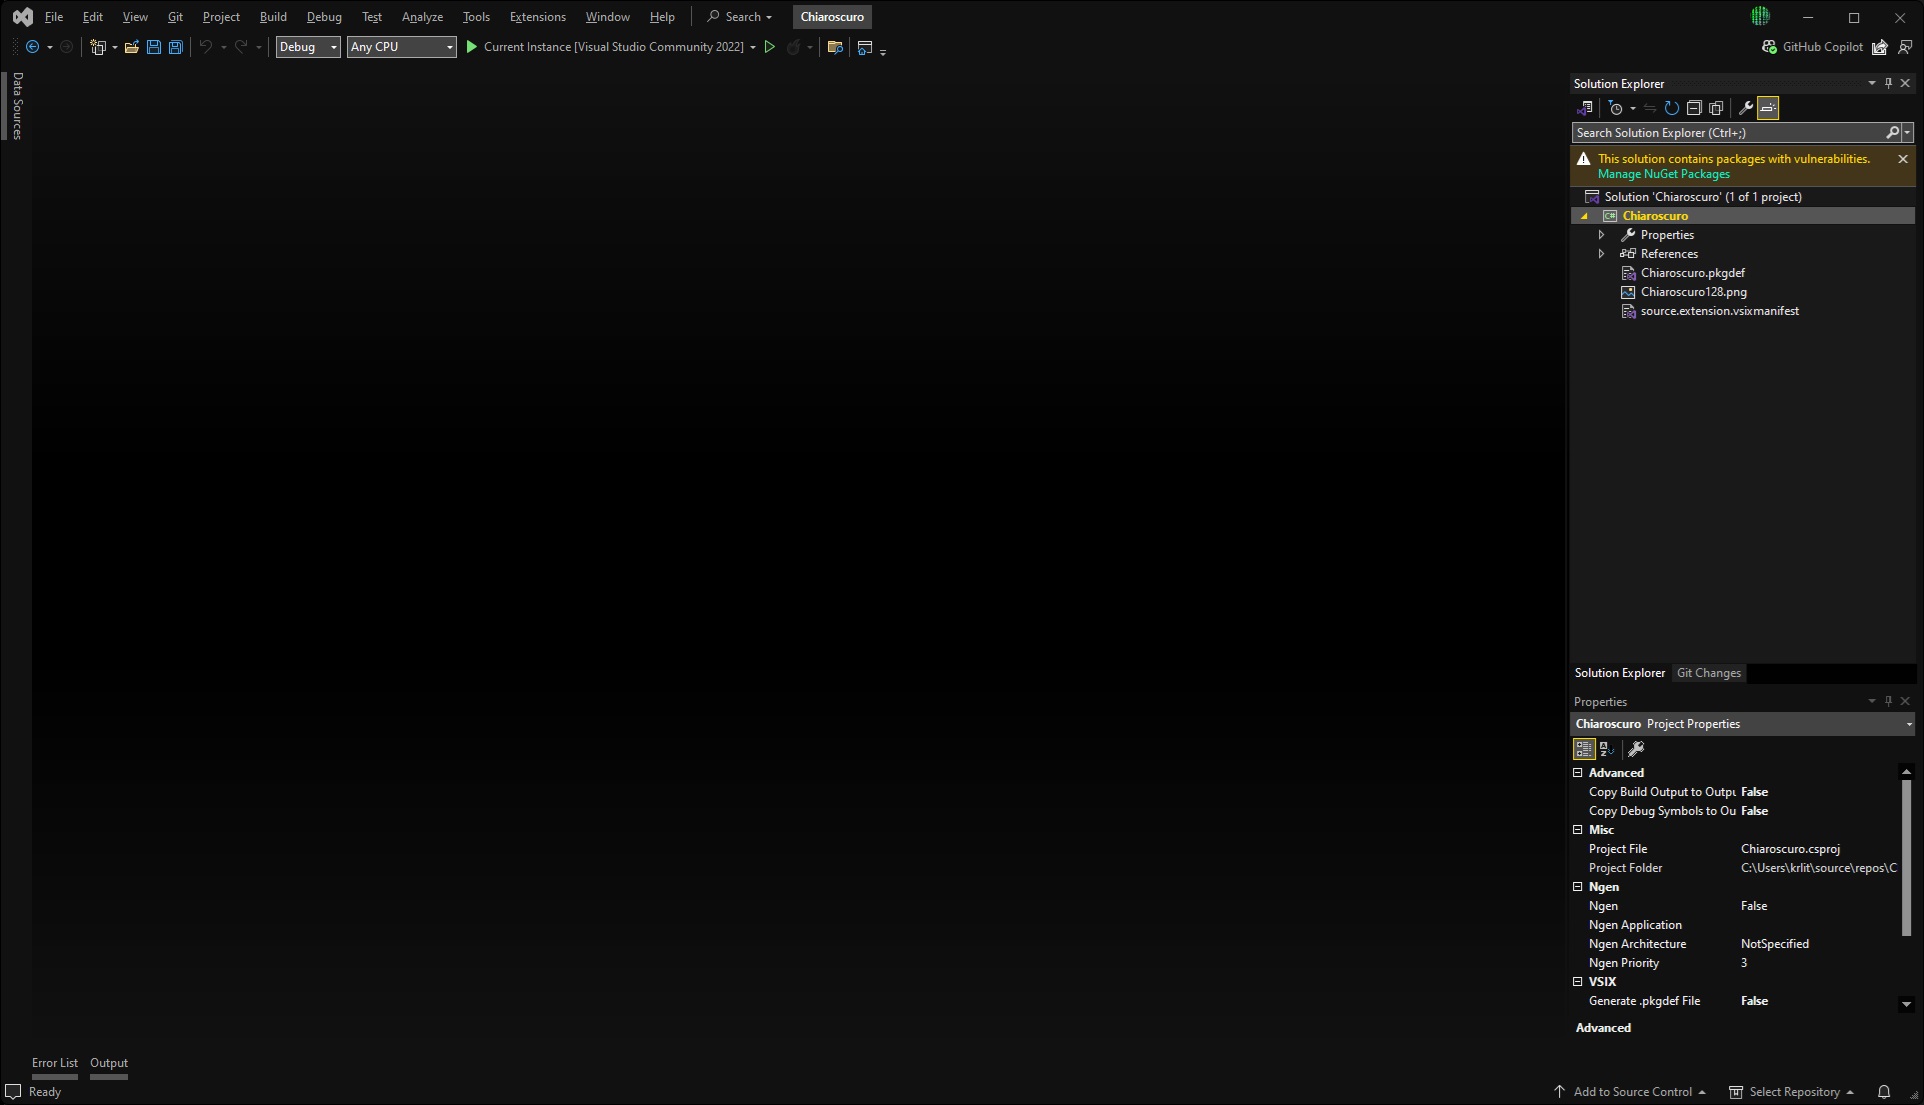 File Edit View Git Project Build Debug Test Analyze Tools Extensions Window Help Search Chiaroscuro
Debug Any CPU Current Instance [Visual Studio Community 2022] GitHub Copilot
Data Sources
Solution Explorer
Search Solution Explorer (Ctrl+;)
This solution contains packages with vulnerabilities.
Manage NuGet Packages
Solution 'Chiaroscuro' (1 of 1 project)
C# Chiaroscuro
Properties
References
Chiaroscuro.pkgdef
Chiaroscuro128.png
source.extension.vsixmanifest
Solution Explorer Git Changes
Properties
Chiaroscuro Project Properties
Advanced
Copy Build Output to Outpu False
Copy Debug Symbols to Ou False
Misc
Project File Chiaroscuro.csproj
Project Folder C:\Users\krlit\source\repos\C
Ngen
Ngen False
Ngen Application
Ngen Architecture NotSpecified
Ngen Priority 3
VSIX
Generate .pkgdef File False
Advanced
Error List Output
Ready Add to Source Control Select Repository